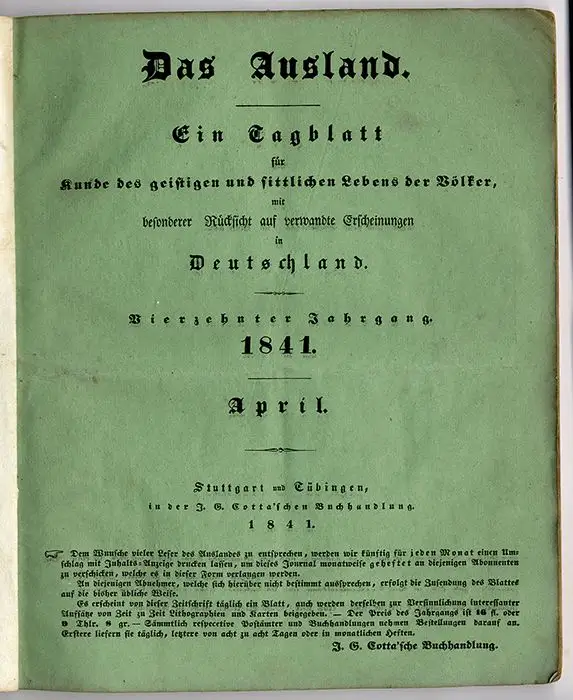 Das Ausland.
Ein Tagblatt
für
Kunde des geistigen und sittlichen Lebens der Völker,
mit
besonderer Rücksicht auf verwandte Erscheinungen
in
Deutschland.
Vierzehnter Jahrgang.
1841.
April.
Stuttgart und Tübingen,
in der J. G. Cotta'schen Buchhandlung.
1841.
☞ Dem Wunsche vieler Leser des Auslandes zu entsprechen, werden wir künftig für jeden Monat einen Um-
schlag mit Inhalts-Anzeige drucken lassen, um dieses Journal monatweise geheftet an diejenigen Abonnenten
zu verschicken, welche es in dieser Form verlangen werden.
An diejenigen Abnehmer, welche sich hierüber nicht bestimmt aussprechen, erfolgt die Zusendung des Blattes
auf die bisher übliche Weise.
Es erscheint von dieser Zeitschrift täglich ein Blatt, auch werden derselben zur Versinnlichung interessanter
Aufsätze von Zeit zu Zeit Lithographien und Karten beigegeben. — Der Preis des Jahrgangs ist 16 fl. oder
9 Thlr. 8 gr. — Sämmtlich respective Postämter und Buchhandlungen nehmen Bestellungen darauf an.
Erstere liefern sie täglich, letztere von acht zu acht Tagen oder in monatlichen Heften.
J. G. Cotta'sche Buchhandlung.